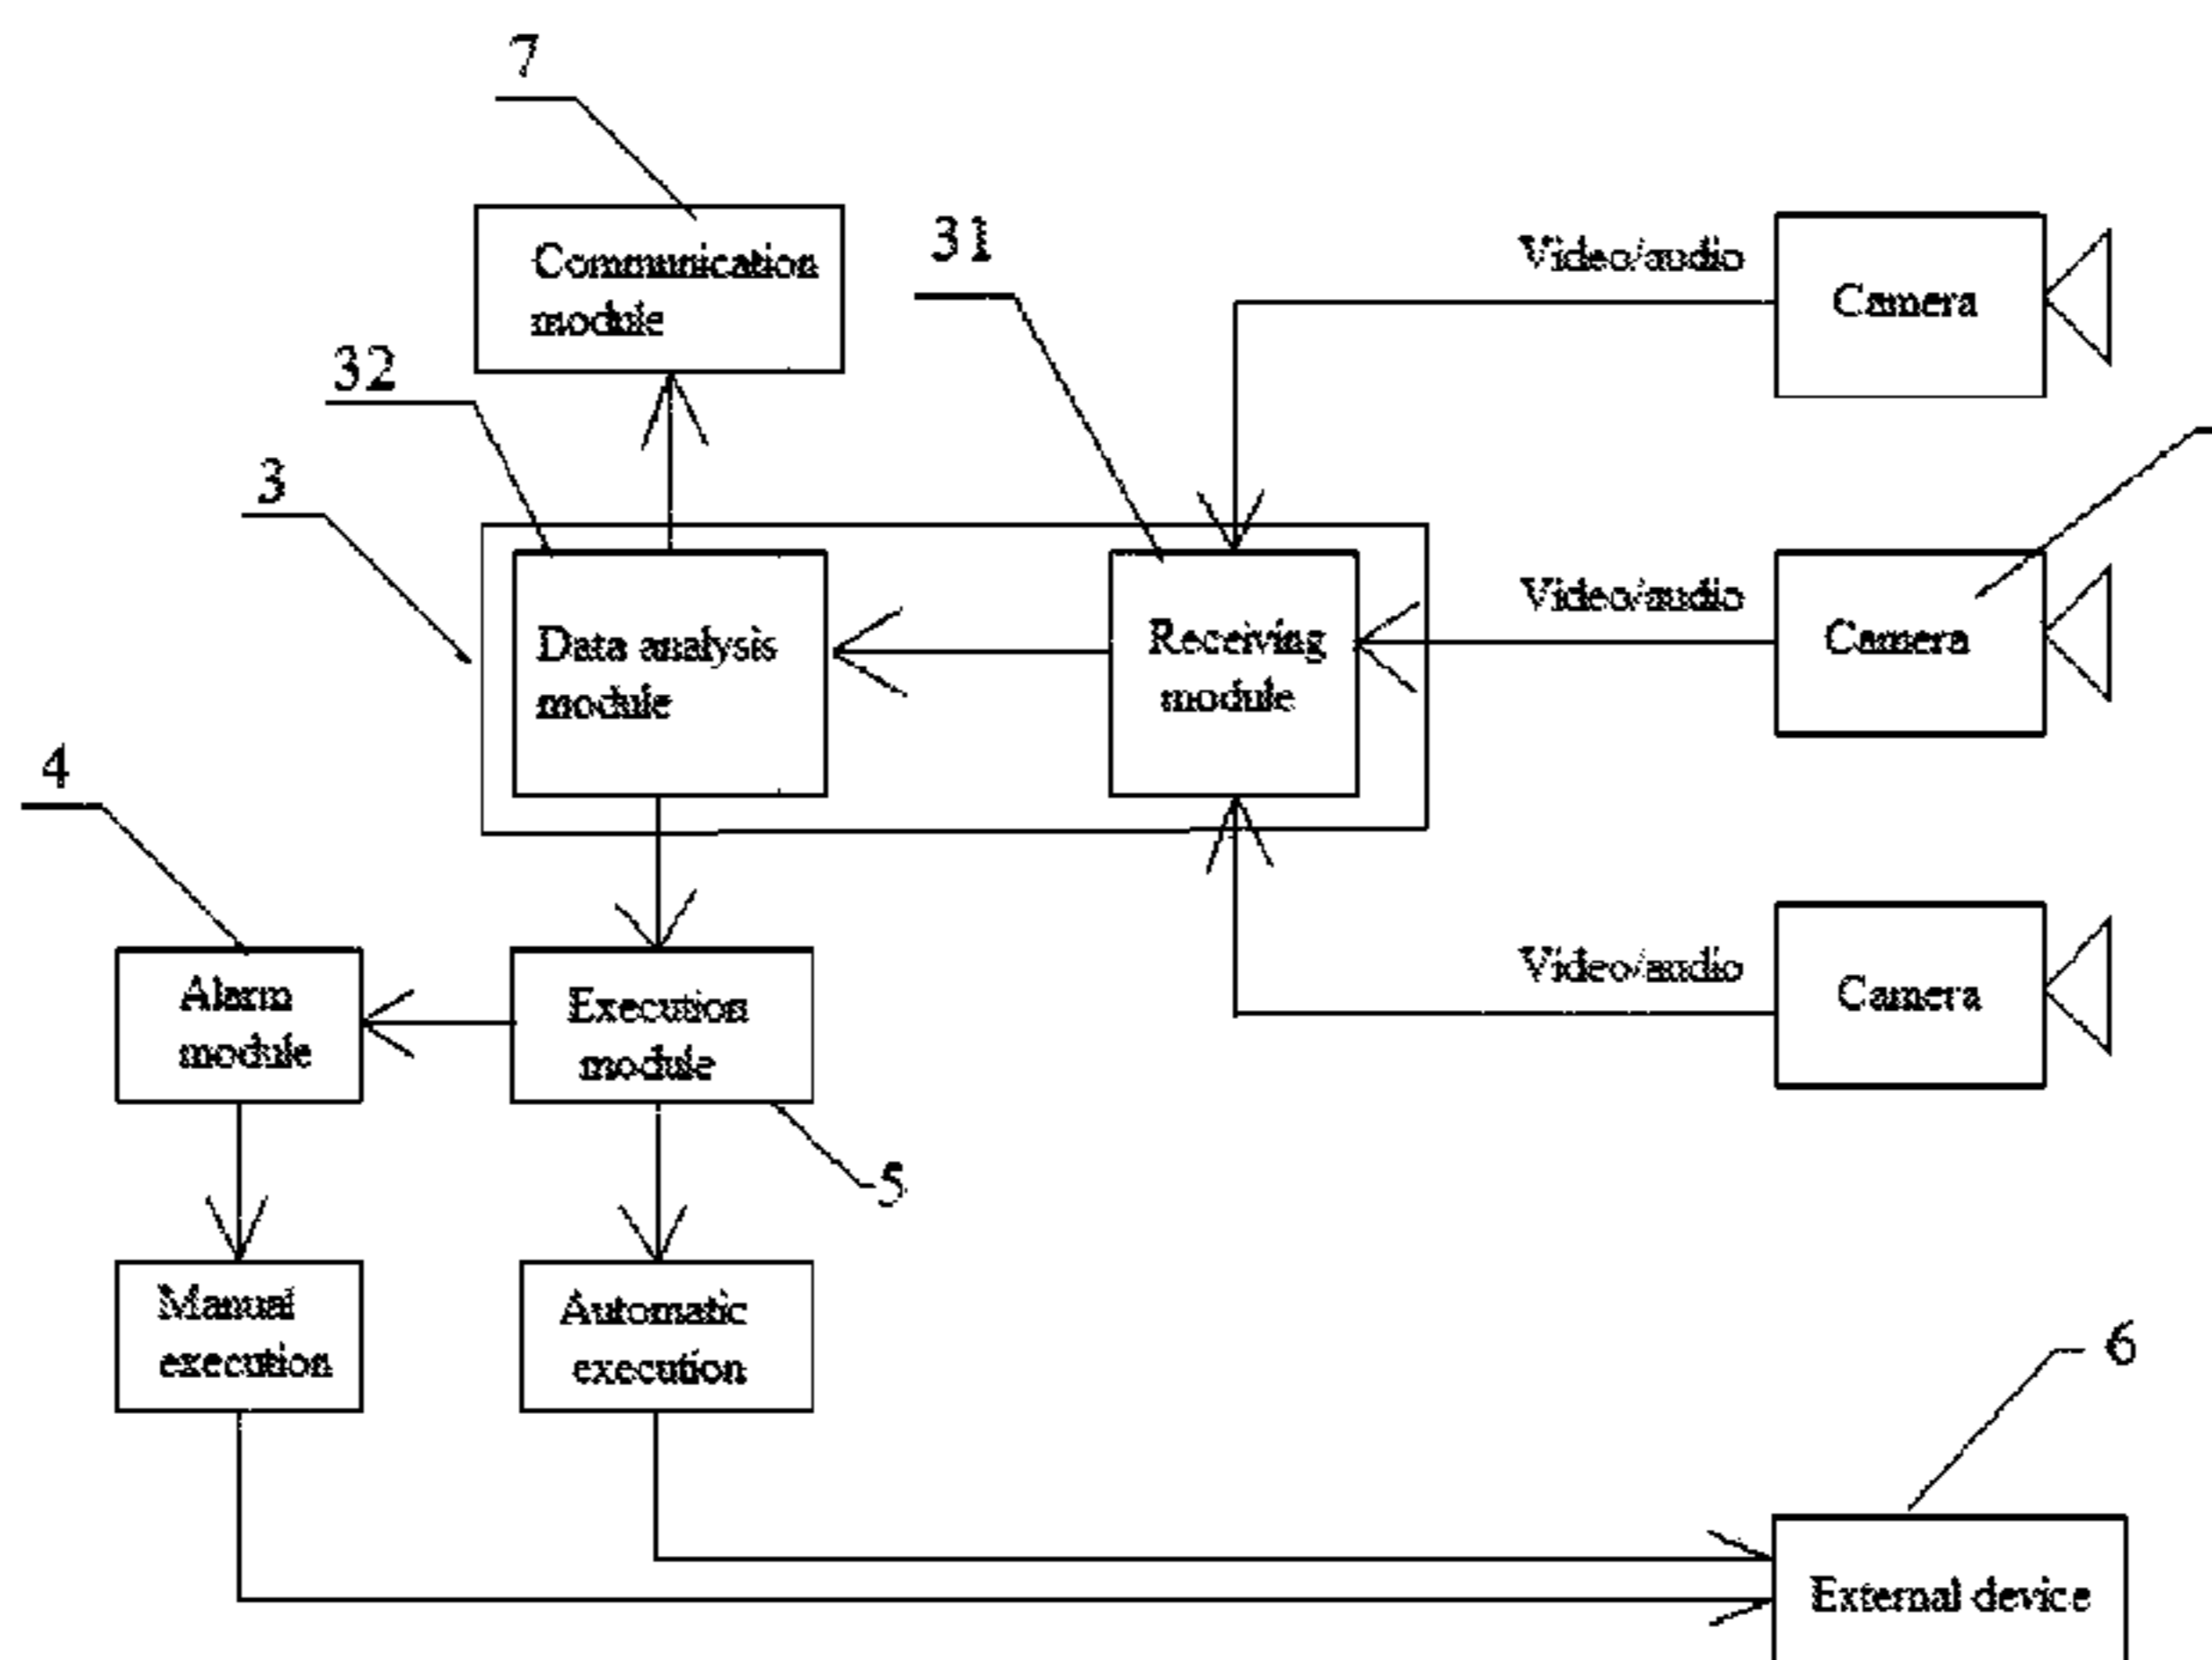 7
Communication
module
31
Video/audio
Camera
32
3
Data analysis
module
Receiving
module
Video/audio
Camera
4
Alarm
module
Execution
module
5
Video/audio
Camera
Manual
execution
Automatic
execution
6
External device